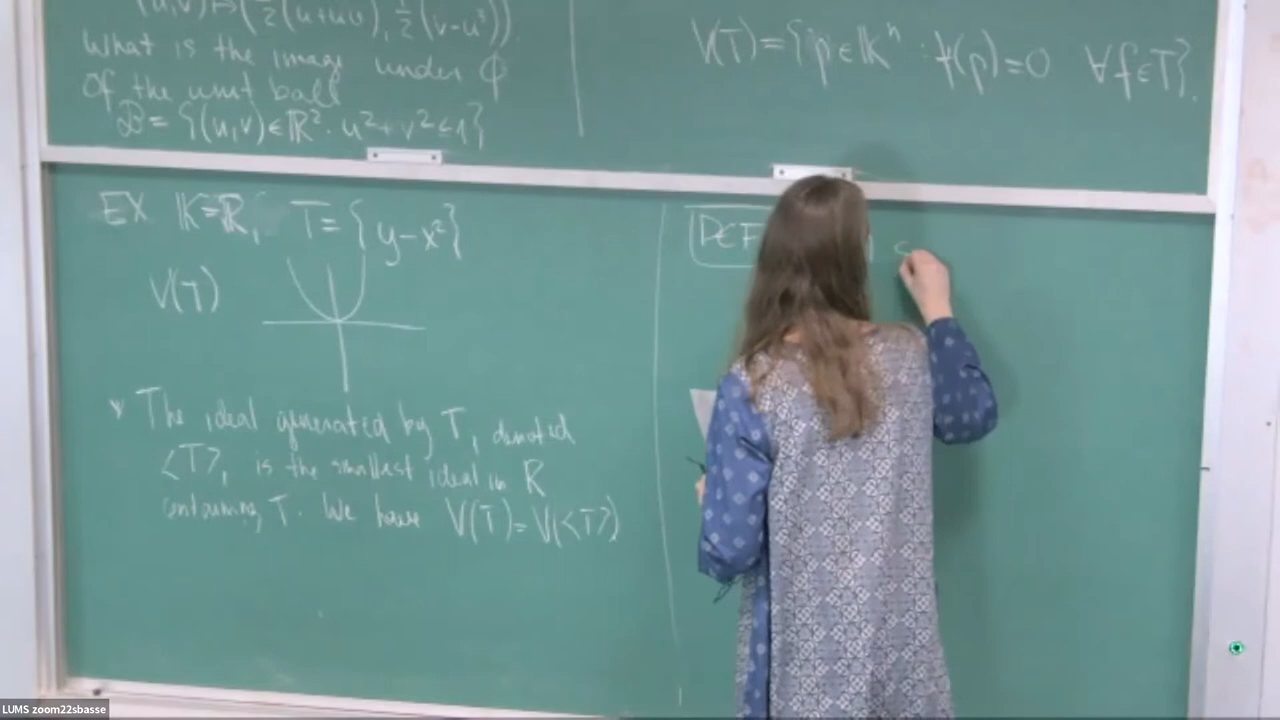 (u,v)↦(½(u+uv), ½(v-u²))
What is the image under φ
Of the unit ball
B = {(u,v)∈ℝ²: u²+v²≤1}
V(T)={p∈𝕂ⁿ : f(p)=0 ∀f∈T}.
EX 𝕂=ℝ, T={y-x²}
V(T)
The ideal generated by T, denoted
<T>, is the smallest ideal in R
containing T. We have V(T)=V(<T>)
DEF
LUMS zoom22sbasse